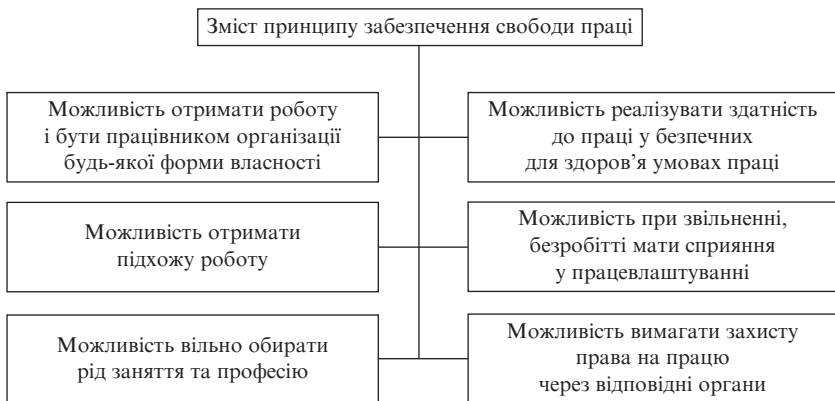 Зміст принципу забезпечення свободи праці
Можливість отримати роботу
і бути працівником організації
будь-якої форми власності
Можливість реалізувати здатність
до праці у безпечних
для здоров’я умовах праці
Можливість отримати
підхожу роботу
Можливість при звільненні,
безробітті мати сприяння
у працевлаштуванні
Можливість вільно обирати
рід заняття та професію
Можливість вимагати захисту
права на працю
через відповідні органи